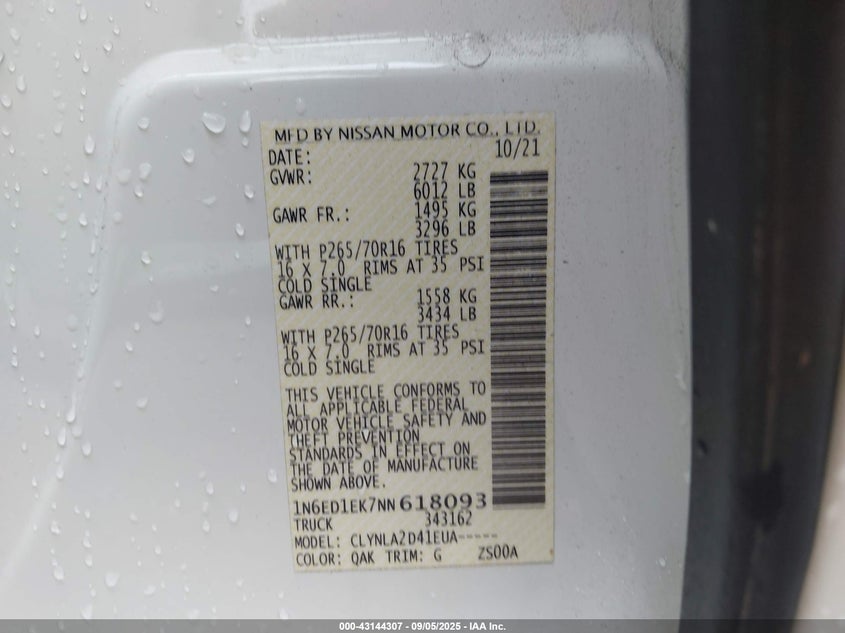 MFD BY NISSAN MOTOR CO., LTD.
DATE: 10/21
GVWR: 2727 KG
6012 LB
GAWR FR.: 1495 KG
3296 LB
WITH P265/70R16 TIRES
16 X 7.0 RIMS AT 35 PSI
COLD SINGLE
GAWR RR.: 1558 KG
3434 LB
WITH P265/70R16 TIRES
16 X 7.0 RIMS AT 35 PSI
COLD SINGLE
THIS VEHICLE CONFORMS TO
ALL APPLICABLE FEDERAL
MOTOR VEHICLE SAFETY AND
THEFT PREVENTION
STANDARDS IN EFFECT ON
THE DATE OF MANUFACTURE
SHOWN ABOVE.
1N6ED1EK7NN618093
TRUCK 343162
MODEL: CLYNLA2D41EUA-----
COLOR: QAK TRIM: G ZS00A
000-43144307 - 09/05/2025 - IAA Inc.